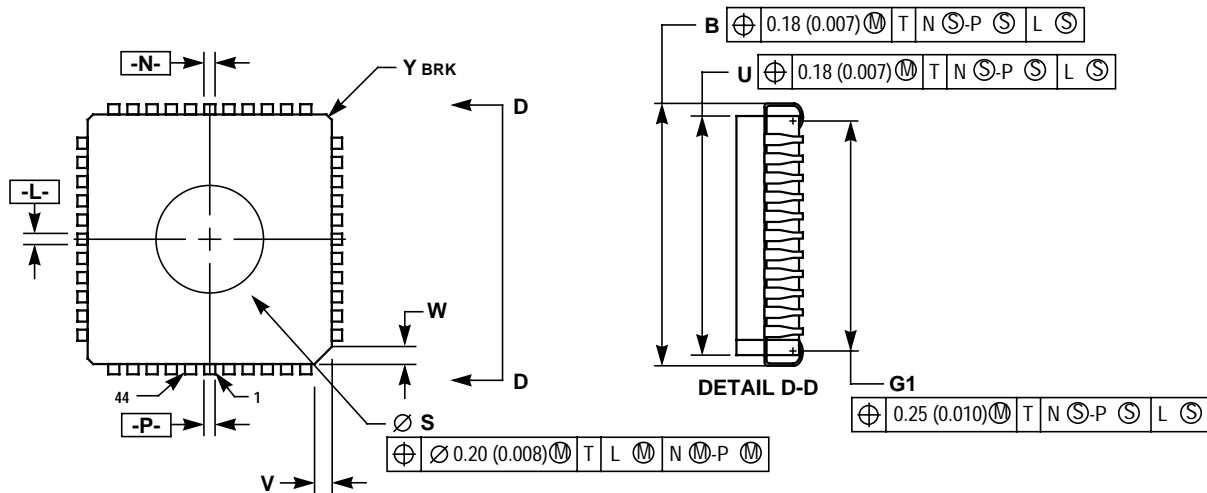 B ⌖ 0.18 (0.007) Ⓜ T N Ⓢ-P Ⓢ L Ⓢ
-N-
Y BRK
U ⌖ 0.18 (0.007) Ⓜ T N Ⓢ-P Ⓢ L Ⓢ
D
-L-
W
D
DETAIL D-D
G1
44
1
-P-
⌀ S
⌖ 0.25 (0.010) Ⓜ T N Ⓢ-P Ⓢ L Ⓢ
⌖ ⌀ 0.20 (0.008) Ⓜ T L Ⓜ N Ⓜ-P Ⓜ
V